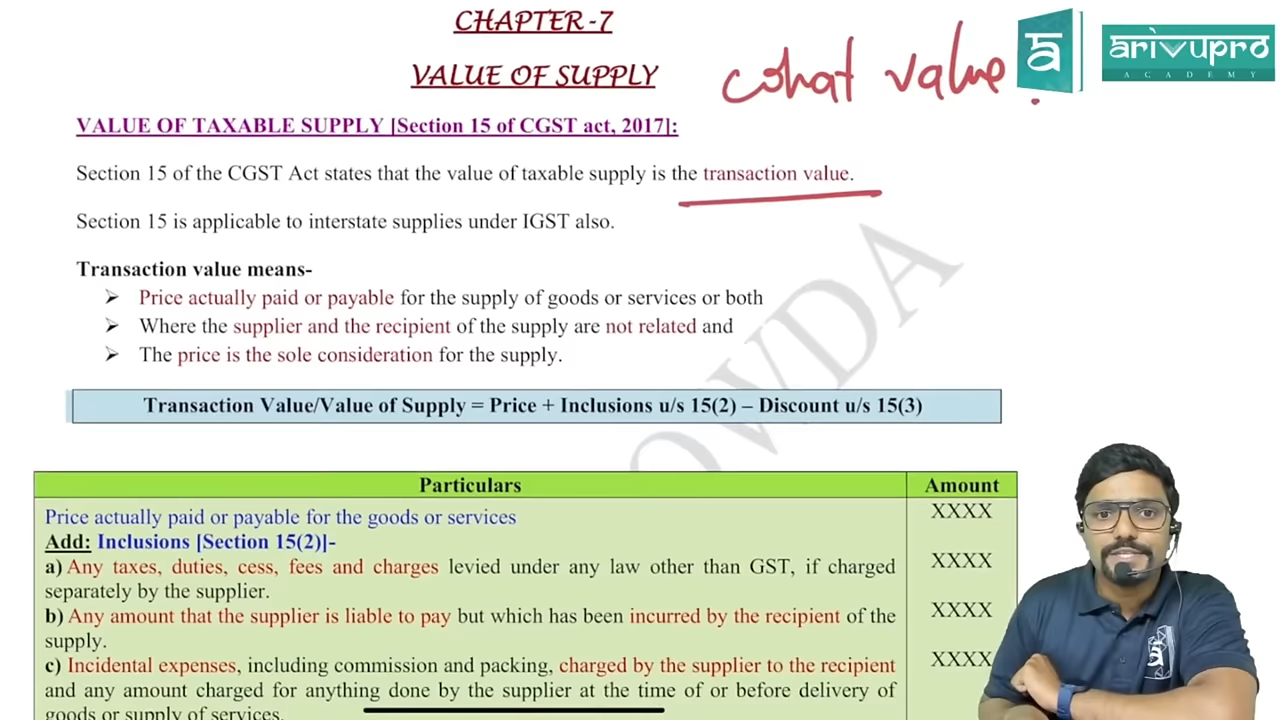 CHAPTER-7
VALUE OF SUPPLY
what value
arivupro
ACADEMY
VALUE OF TAXABLE SUPPLY [Section 15 of CGST act, 2017]:
Section 15 of the CGST Act states that the value of taxable supply is the transaction value.
Section 15 is applicable to interstate supplies under IGST also.
Transaction value means-
➢ Price actually paid or payable for the supply of goods or services or both
➢ Where the supplier and the recipient of the supply are not related and
➢ The price is the sole consideration for the supply.
Transaction Value/Value of Supply = Price + Inclusions u/s 15(2) – Discount u/s 15(3)
Particulars Amount
Price actually paid or payable for the goods or services XXXX
Add: Inclusions [Section 15(2)]-
a) Any taxes, duties, cess, fees and charges levied under any law other than GST, if charged XXXX
separately by the supplier.
b) Any amount that the supplier is liable to pay but which has been incurred by the recipient of the XXXX
supply.
c) Incidental expenses, including commission and packing, charged by the supplier to the recipient XXXX
and any amount charged for anything done by the supplier at the time of or before delivery of
goods or supply of services.